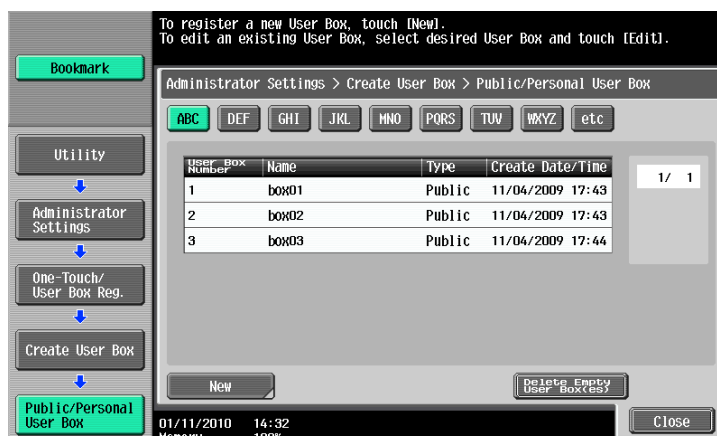 To register a new User Box, touch [New].
To edit an existing User Box, select desired User Box and touch [Edit].
Bookmark
Administrator Settings > Create User Box > Public/Personal User Box
ABC DEF GHI JKL MNO PQRS TUV WXYZ etc
Utility
Administrator
Settings
One-Touch/
User Box Reg.
Create User Box
Public/Personal
User Box
User Box
Number Name Type Create Date/Time
1 box01 Public 11/04/2009 17:43
2 box02 Public 11/04/2009 17:43
3 box03 Public 11/04/2009 17:44
1/ 1
New
Delete Empty
User Box(es)
01/11/2010 14:32
Memory 100%
Close